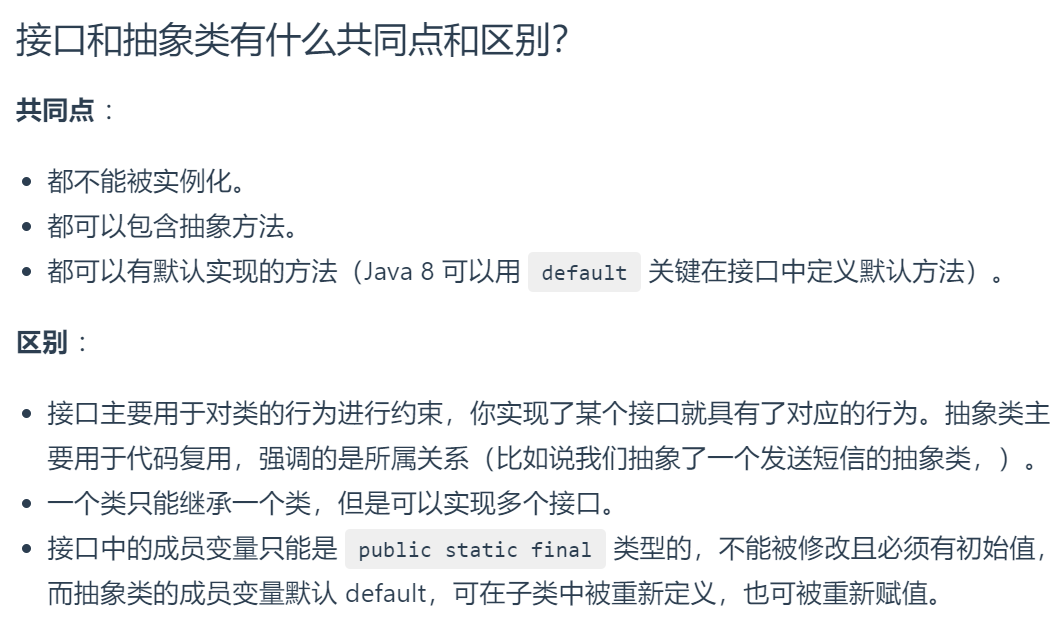 接口和抽象类有什么共同点和区别?
共同点：
都不能被实例化。
都可以包含抽象方法。
都可以有默认实现的方法（Java 8 可以用 default 关键在接口中定义默认方法）。
区别：
接口主要用于对类的行为进行约束，你实现了某个接口就具有了对应的行为。抽象类主
要用于代码复用，强调的是所属关系（比如说我们抽象了一个发送短信的抽象类，）。
一个类只能继承一个类，但是可以实现多个接口。
接口中的成员变量只能是 public static final 类型的，不能被修改且必须有初始值，
而抽象类的成员变量默认 default，可在子类中被重新定义，也可被重新赋值。